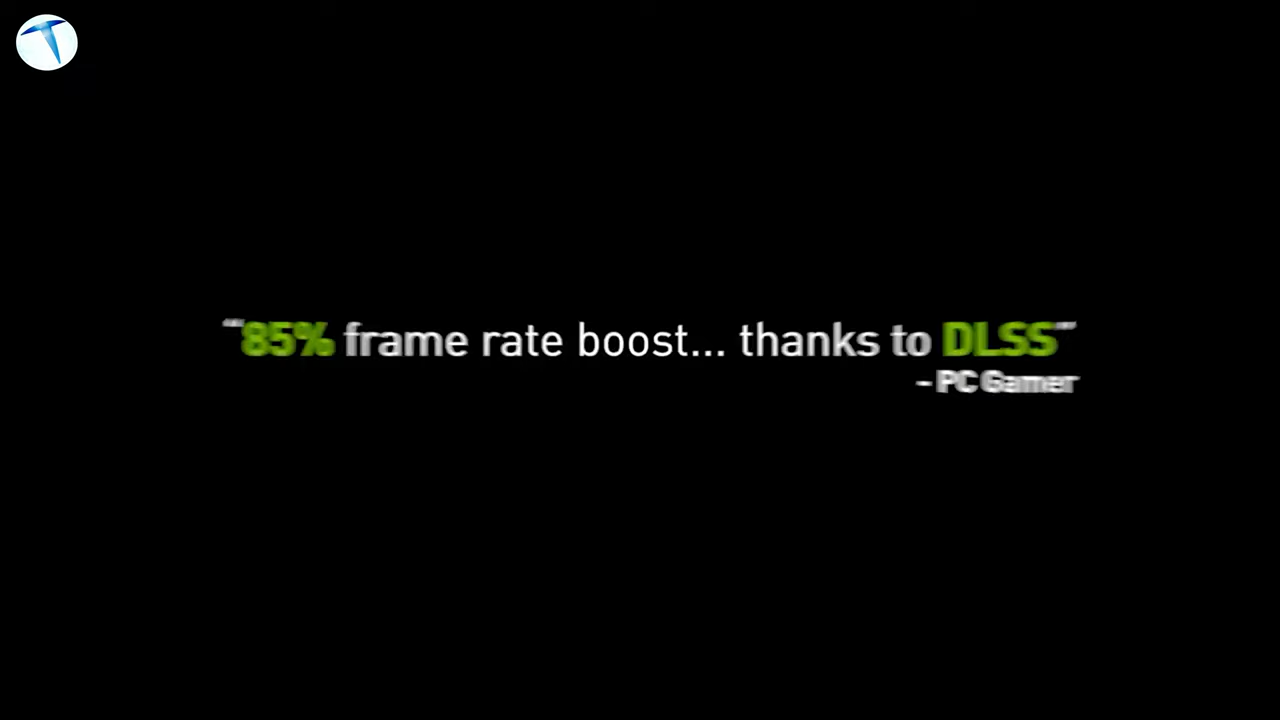 “85% frame rate boost... thanks to DLSS”
- PC Gamer